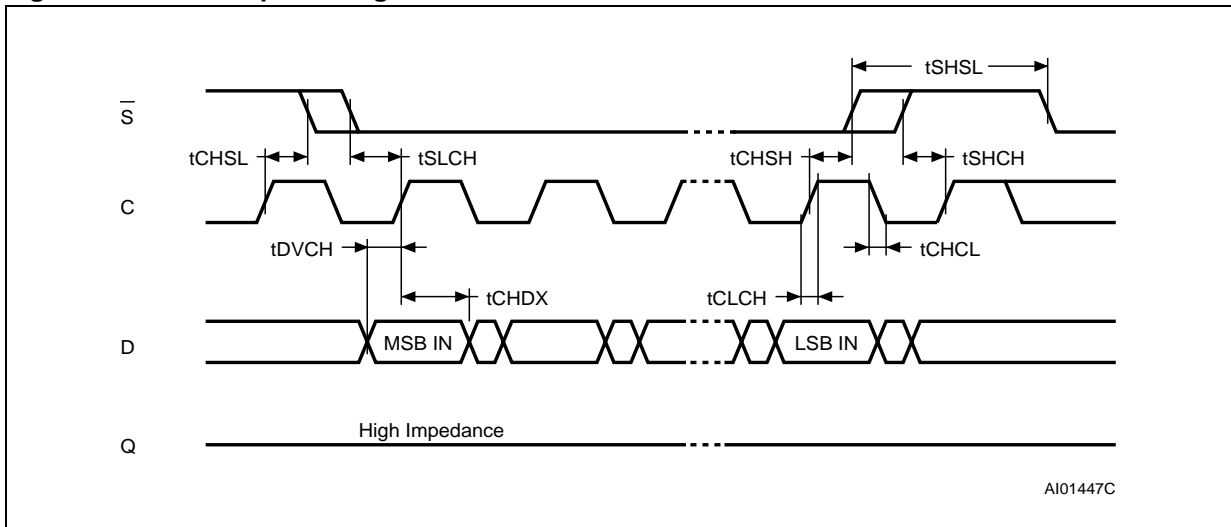 tSHSL
S
tCHSL
tSLCH
tCHSH
tSHCH
C
tDVCH
tCHCL
tCHDX
tCLCH
D
MSB IN
LSB IN
High Impedance
Q
AI01447C